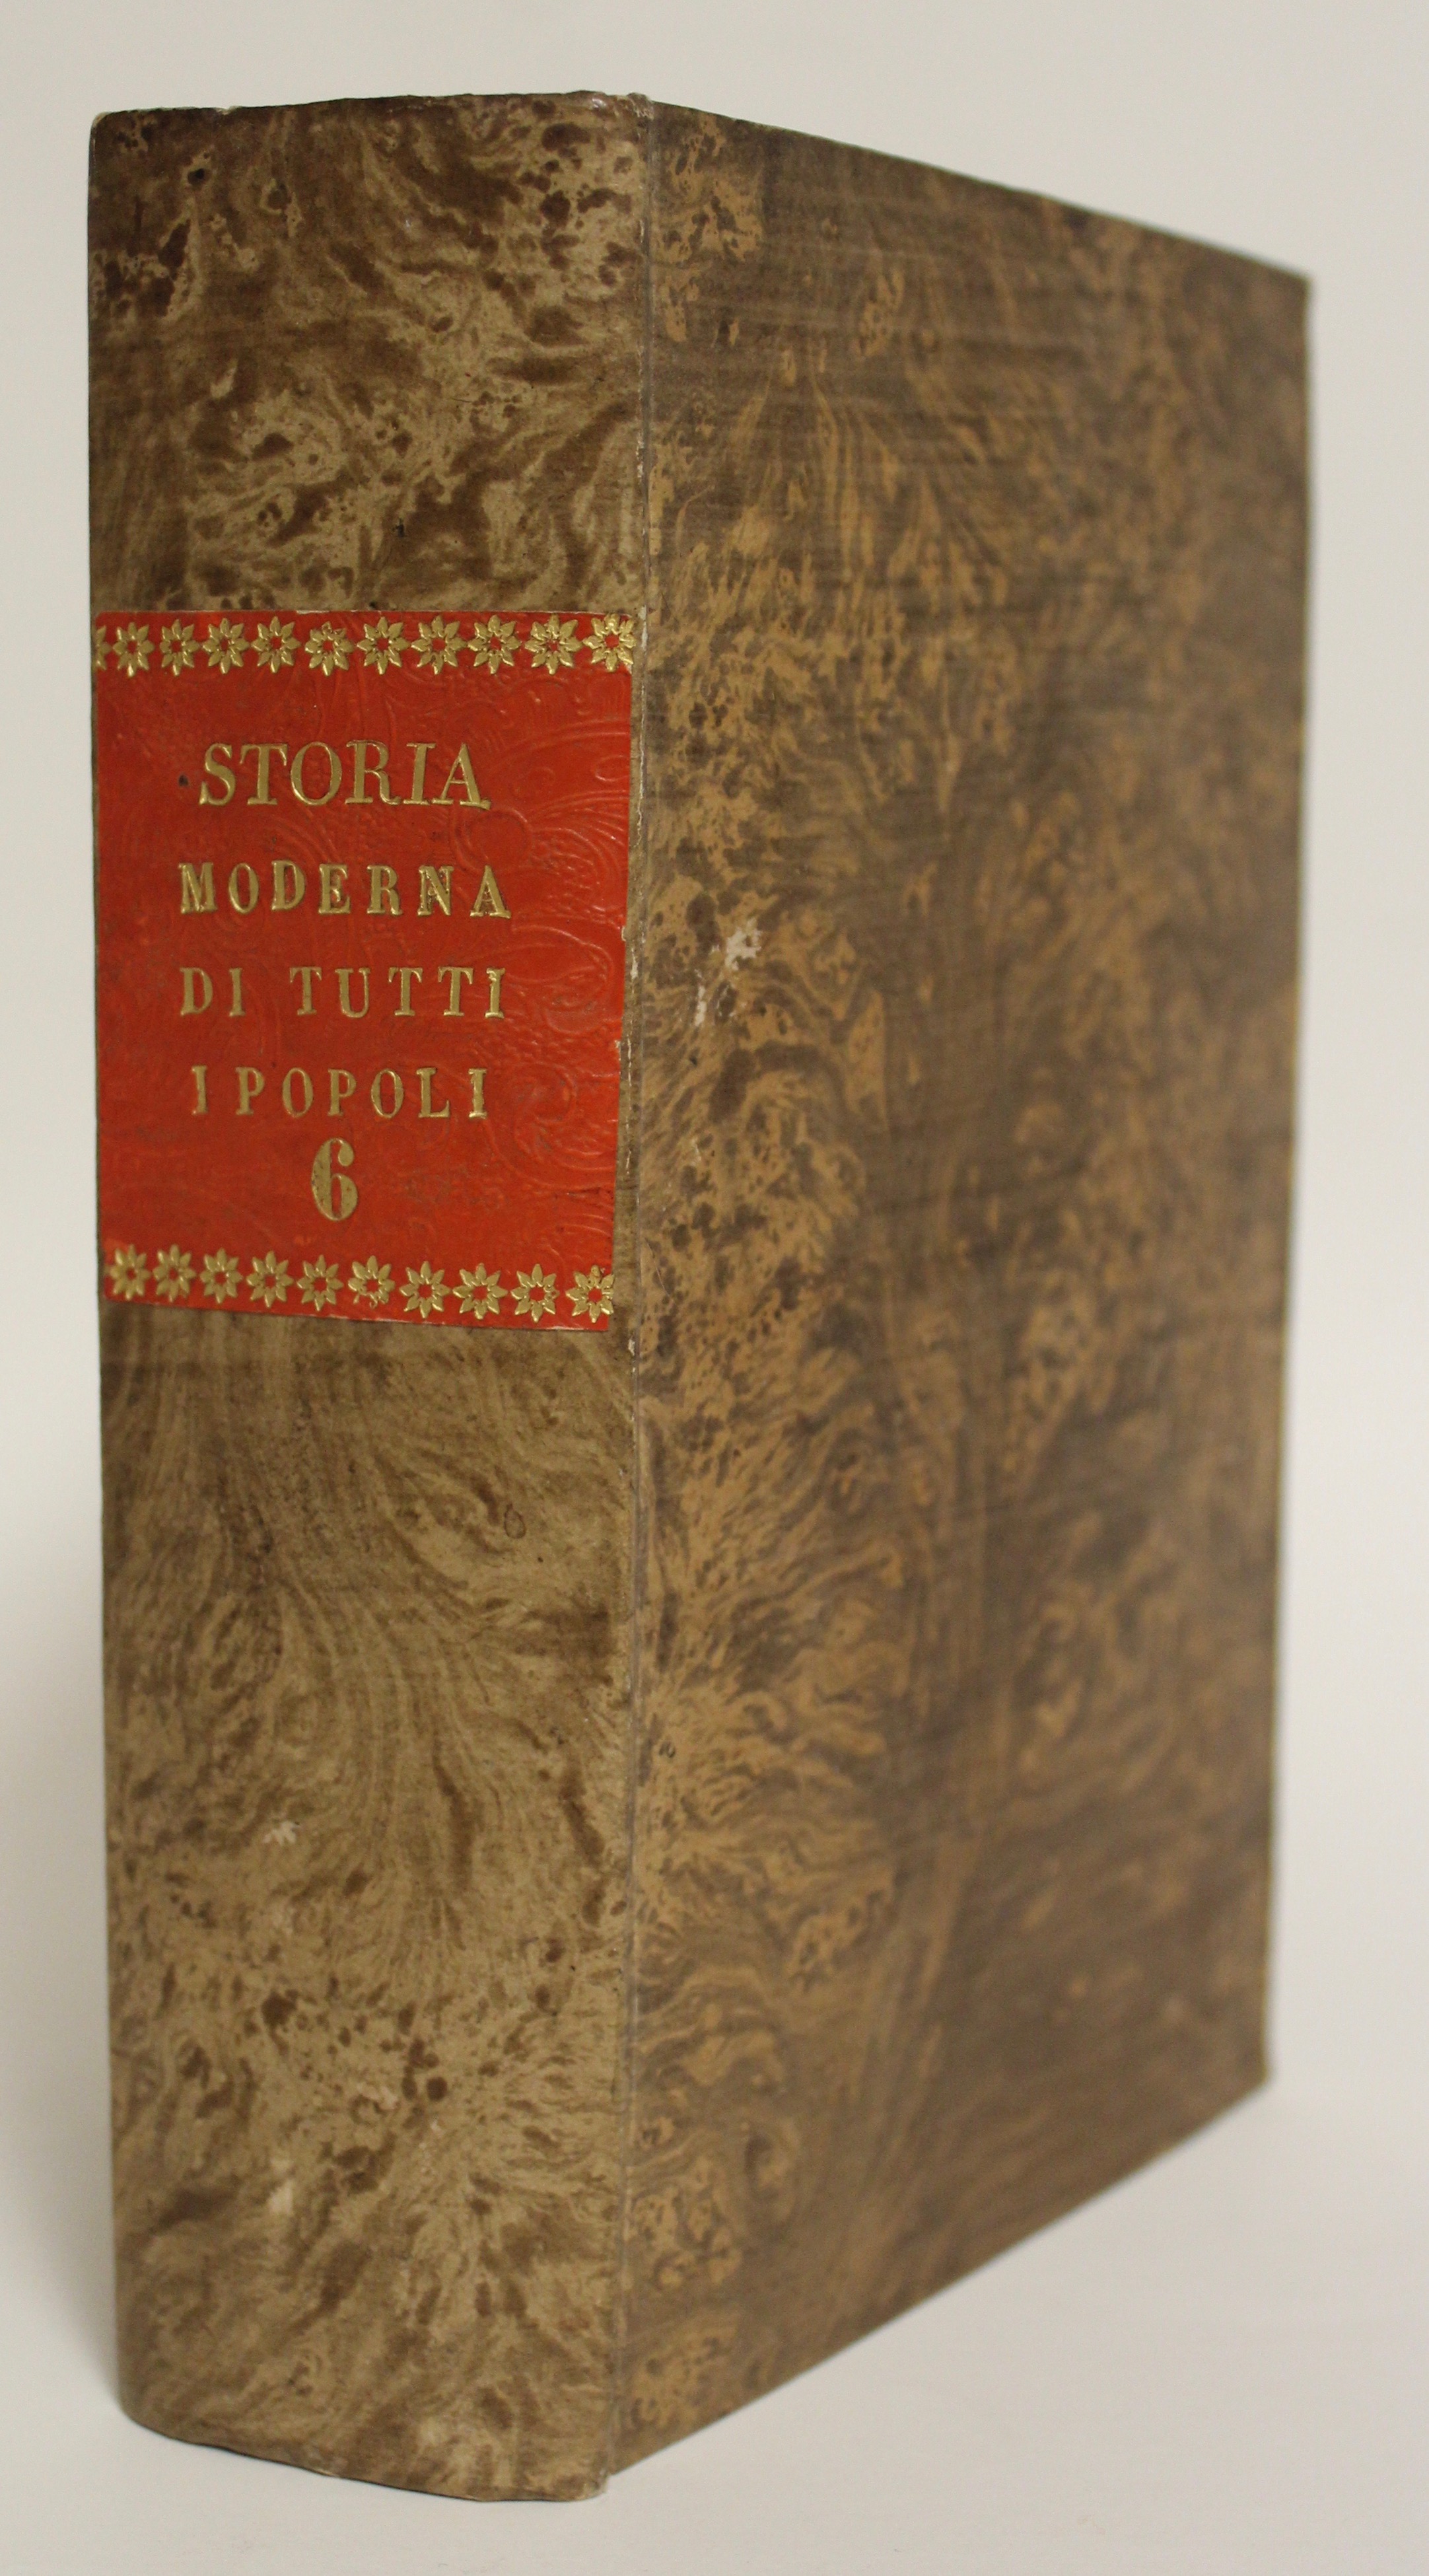 STORIA
MODERNA
DI TUTTI
I POPOLI
6